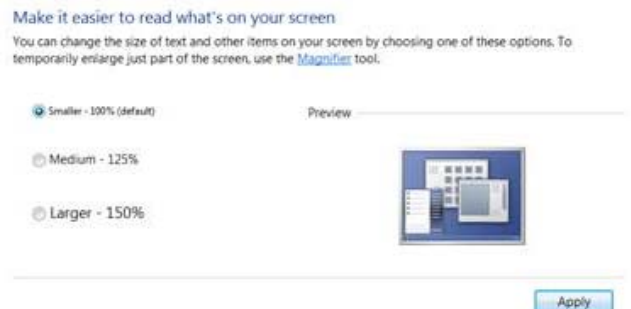 Make it easier to read what's on your screen
You can change the size of text and other items on your screen by choosing one of these options. To
temporarily enlarge just part of the screen, use the Magnifier tool.
Smaller - 100% (default)
Preview
Medium - 125%
Larger - 150%
Apply